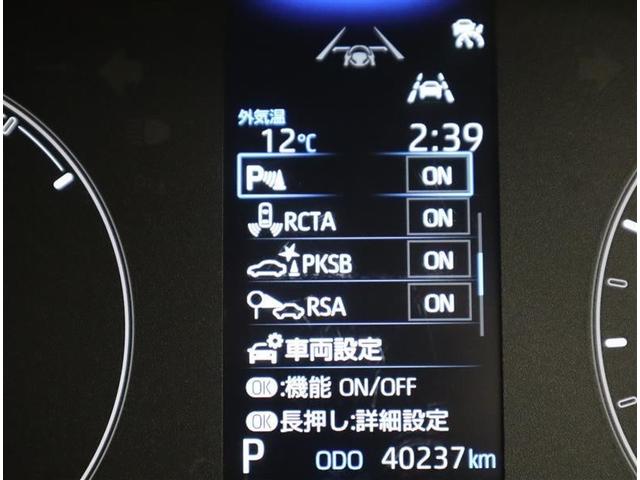 外気温
12℃ 2:39
P ON
RCTA ON
PKSB ON
RSA ON
車両設定
OK:機能 ON/OFF
OK長押し:詳細設定
P ODO 40237km